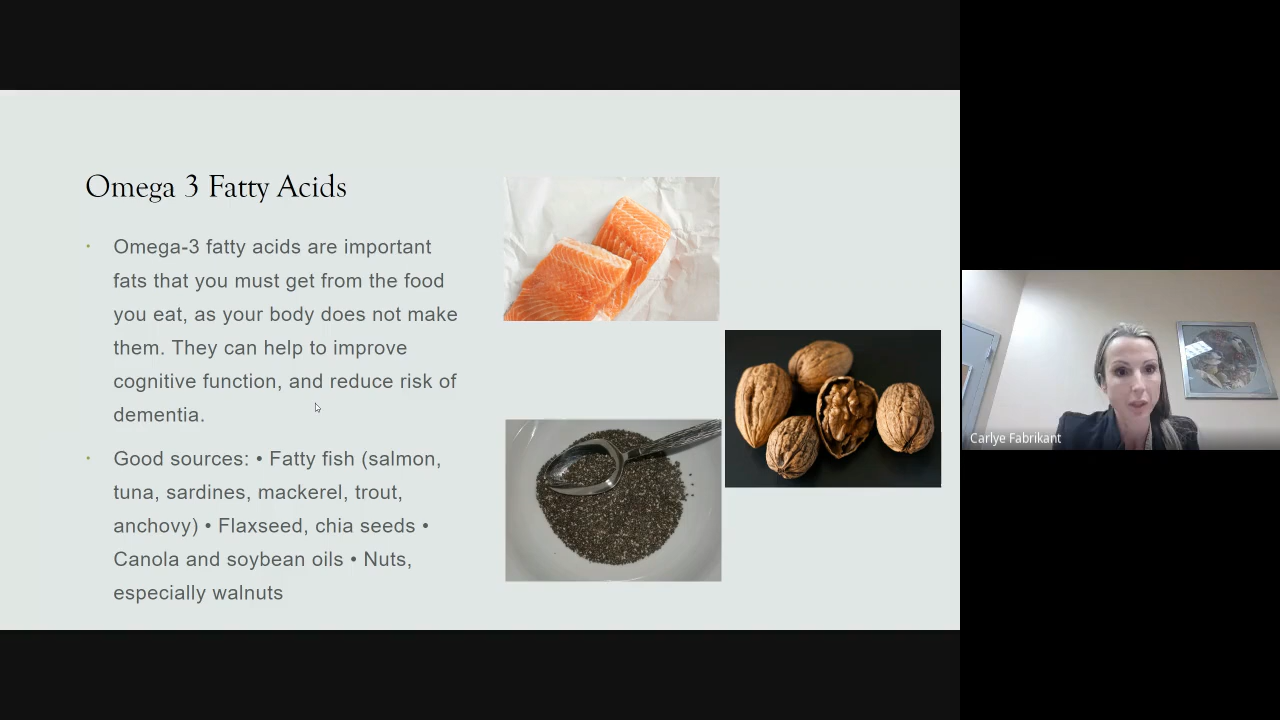 Omega 3 Fatty Acids
• Omega-3 fatty acids are important
fats that you must get from the food
you eat, as your body does not make
them. They can help to improve
cognitive function, and reduce risk of
dementia.
• Good sources: • Fatty fish (salmon,
tuna, sardines, mackerel, trout,
anchovy) • Flaxseed, chia seeds •
Canola and soybean oils • Nuts,
especially walnuts
Carlye Fabrikant